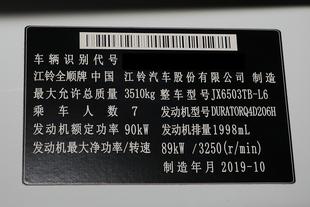 车辆识别代号
江铃全顺牌 中国 江铃汽车股份有限公司 制造
最大允许总质量 3510kg 整车型号 JX6503TB-L6
乘车人数 7 发动机型号 DURATORQ4D206H
发动机额定功率 90kW 发动机排量 1998mL
发动机最大净功率/转速 89kW/3250(r/min)
制造年月 2019-10